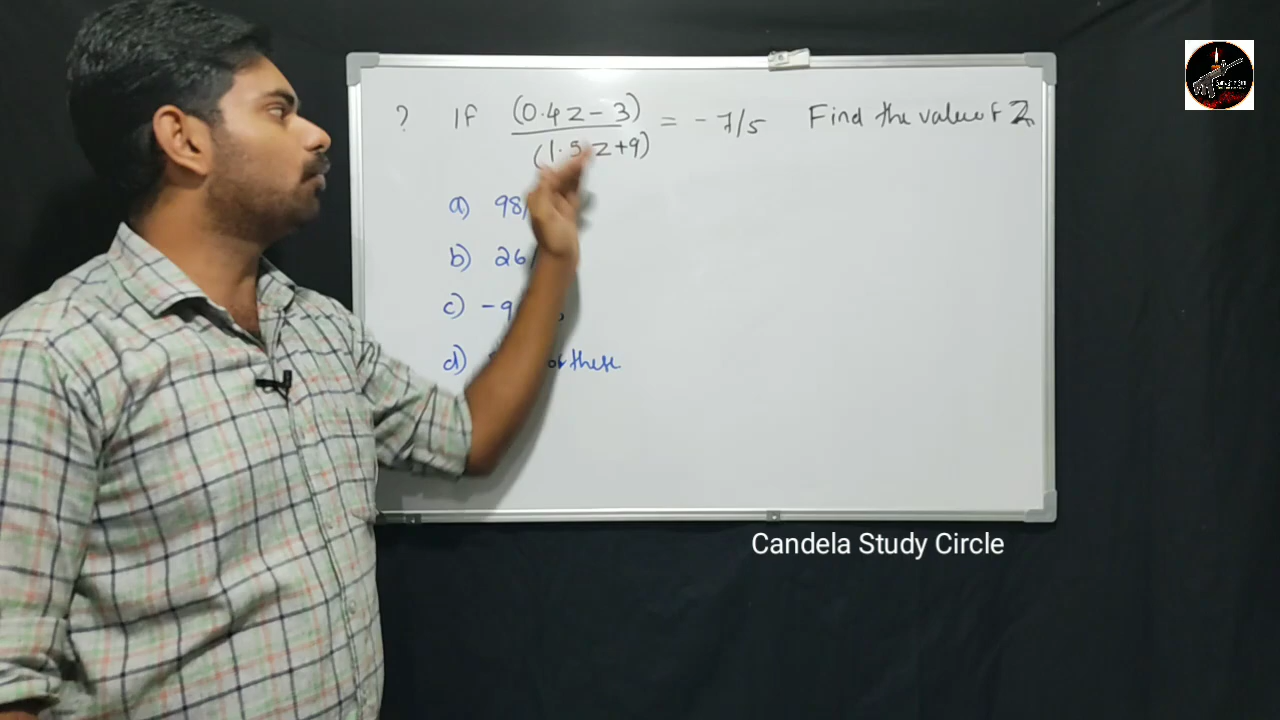 ? If (0.4z - 3) = - 7/5 Find the value of Z
(1.5z+9)
a) 98/
b) 26
c) - 9
d) of these
Candela Study Circle